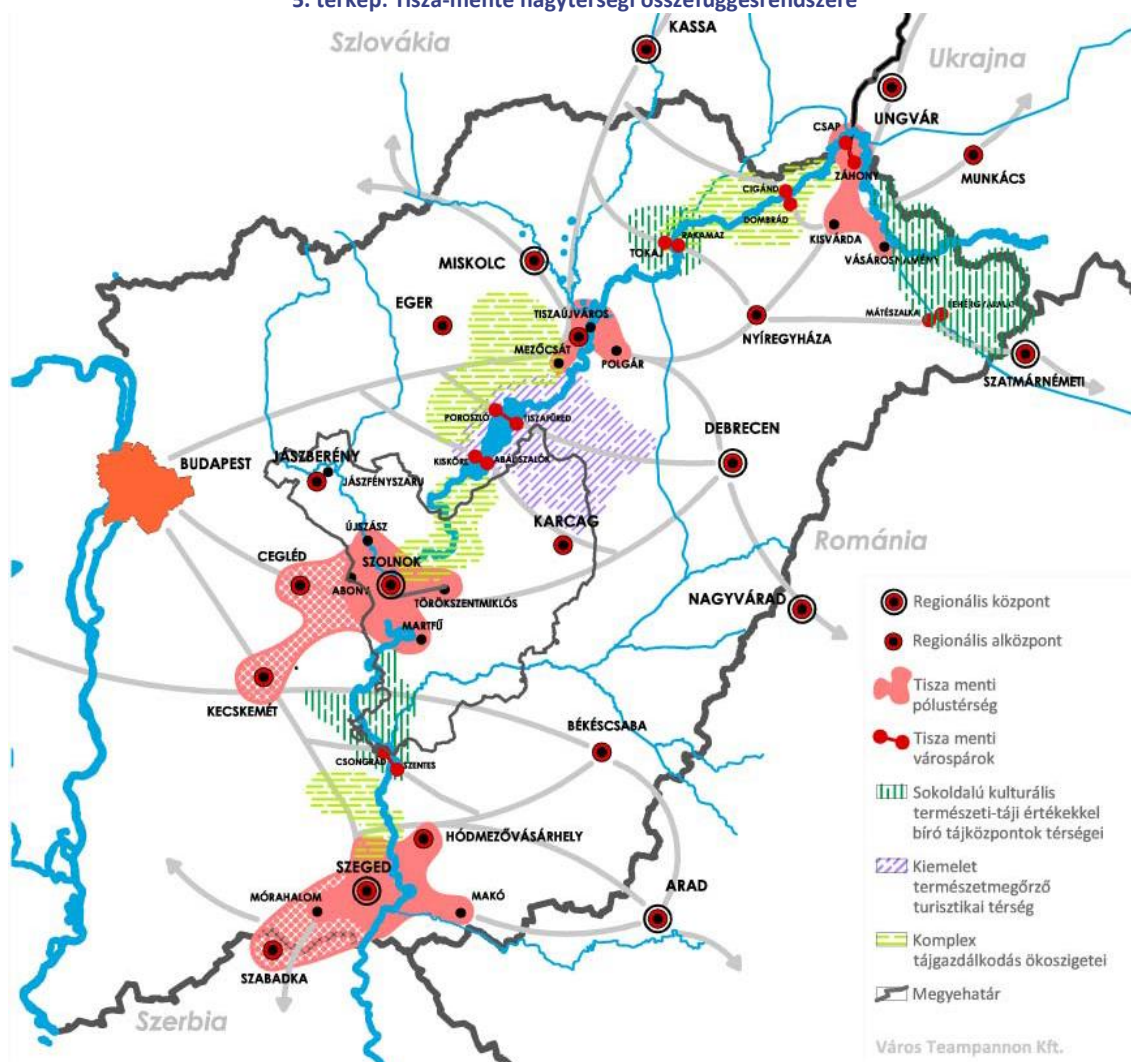 5. térkép: Tisza-mente nagytérségi összefüggésrendszere
Szlovákia
KASSA
Ukrajna
UNGVÁR
CSAP
ZÁHONY
MUNKÁCS
CIGÁND
DOMBRÁD
KISVÁRDA
VÁSÁROSNAMÉNY
RAKAMAZ
TOKAJ
MISKOLC
EGER
TISZAÚJVÁROS
MEZŐCSÁT
POLGÁR
NYÍREGYHÁZA
MÁTÉSZALKA
FEHÉRGYARMAT
SZATMÁRNÉMETI
POROSZLÓ
TISZAFÜRED
DEBRECEN
BUDAPEST
JÁSZBERÉNY
JÁSZFÉNYSZARU
KISKÖRE
ABÁDSZALÓK
KARCAG
Románia
ÚJSZÁSZ
CEGLÉD
SZOLNOK
ABONY
TÖRÖKSZENTMIKLÓS
MARTFŰ
NAGYVÁRAD
KECSKEMÉT
BÉKÉSCSABA
CSONGRÁD
SZENTES
HÓDMEZŐVÁSÁRHELY
SZEGED
MÓRAHALOM
MAKÓ
ARAD
SZABADKA
Szerbia
Regionális központ
Regionális alközpont
Tisza menti
pólustérség
Tisza menti
várospárok
Sokoldalú kulturális
természeti-táji értékekkel
bíró tájközpontok térségei
Kiemelet
természetmegőrző
turisztikai térség
Komplex
tájgazdálkodás ökoszigetei
Megyehatár
Város Teampannon Kft.